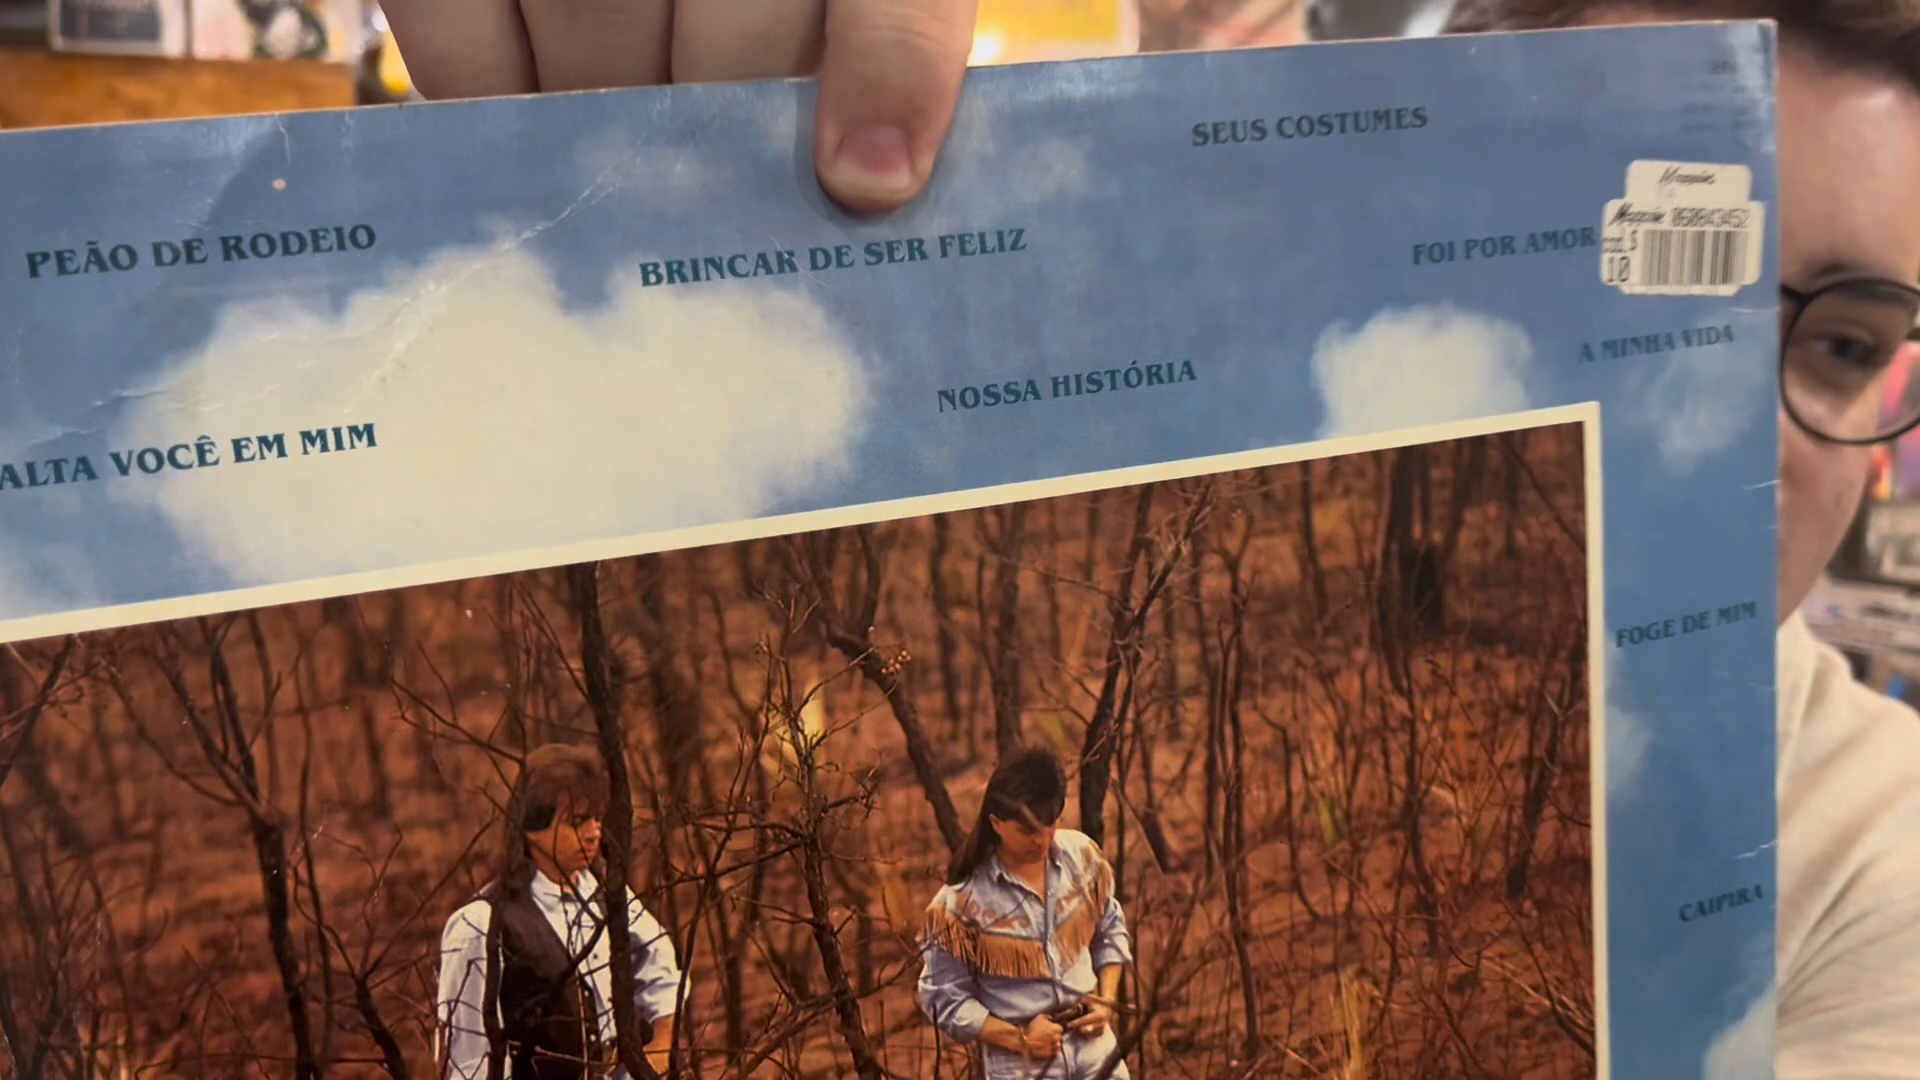 SEUS COSTUMES
PEÃO DE RODEIO
BRINCAR DE SER FELIZ
FOI POR AMOR
10
A MINHA VIDA
NOSSA HISTÓRIA
ALTA VOCÊ EM MIM
FOGE DE MIM
CAIPIRA